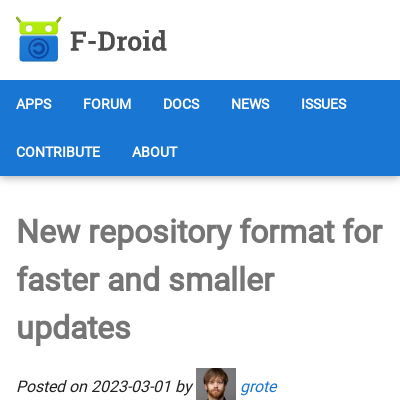 F-Droid
APPS FORUM DOCS NEWS ISSUES
CONTRIBUTE ABOUT
New repository format for
faster and smaller
updates
Posted on 2023-03-01 by grote